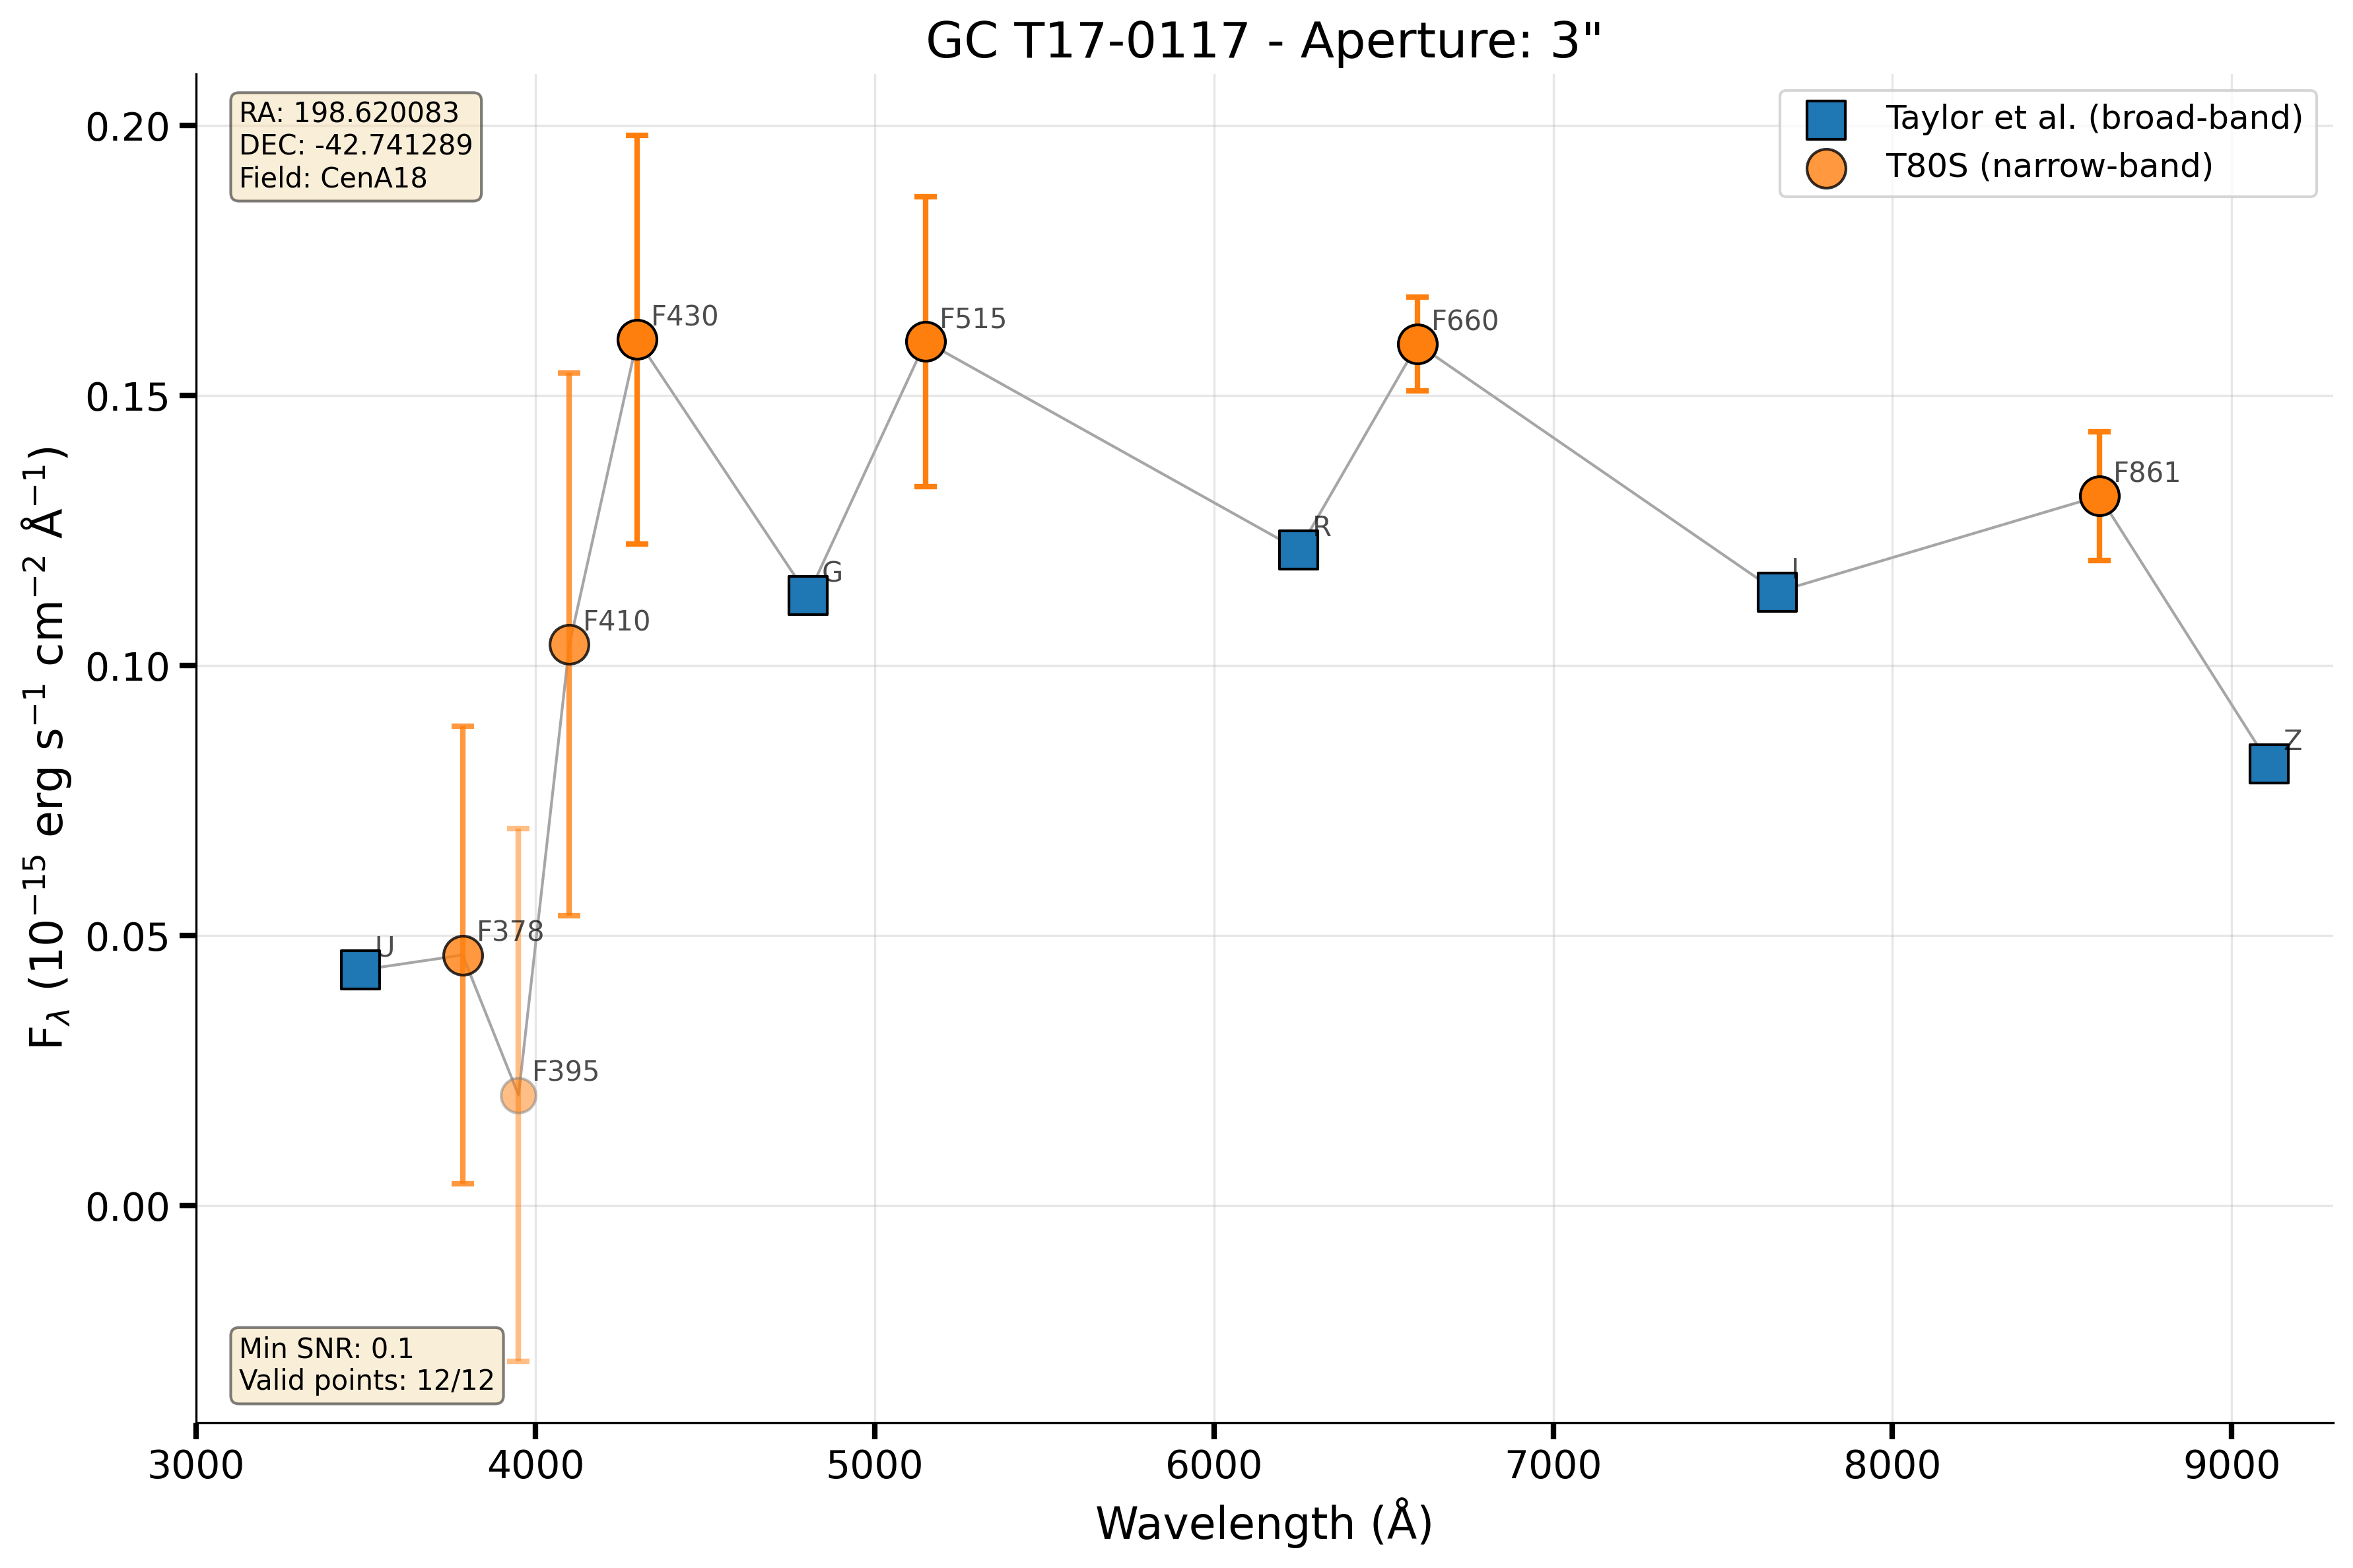 GC T17-0117 - Aperture: 3"
RA: 198.620083
DEC: -42.741289
Field: CenA18
Taylor et al. (broad-band)
T80S (narrow-band)
F430
F515
F660
F861
G
R
I
Z
F410
U
F378
F395
Min SNR: 0.1
Valid points: 12/12
0.20
0.15
0.10
0.05
0.00
F_λ (10⁻¹⁵ erg s⁻¹ cm⁻² Å⁻¹)
3000 4000 5000 6000 7000 8000 9000
Wavelength (Å)